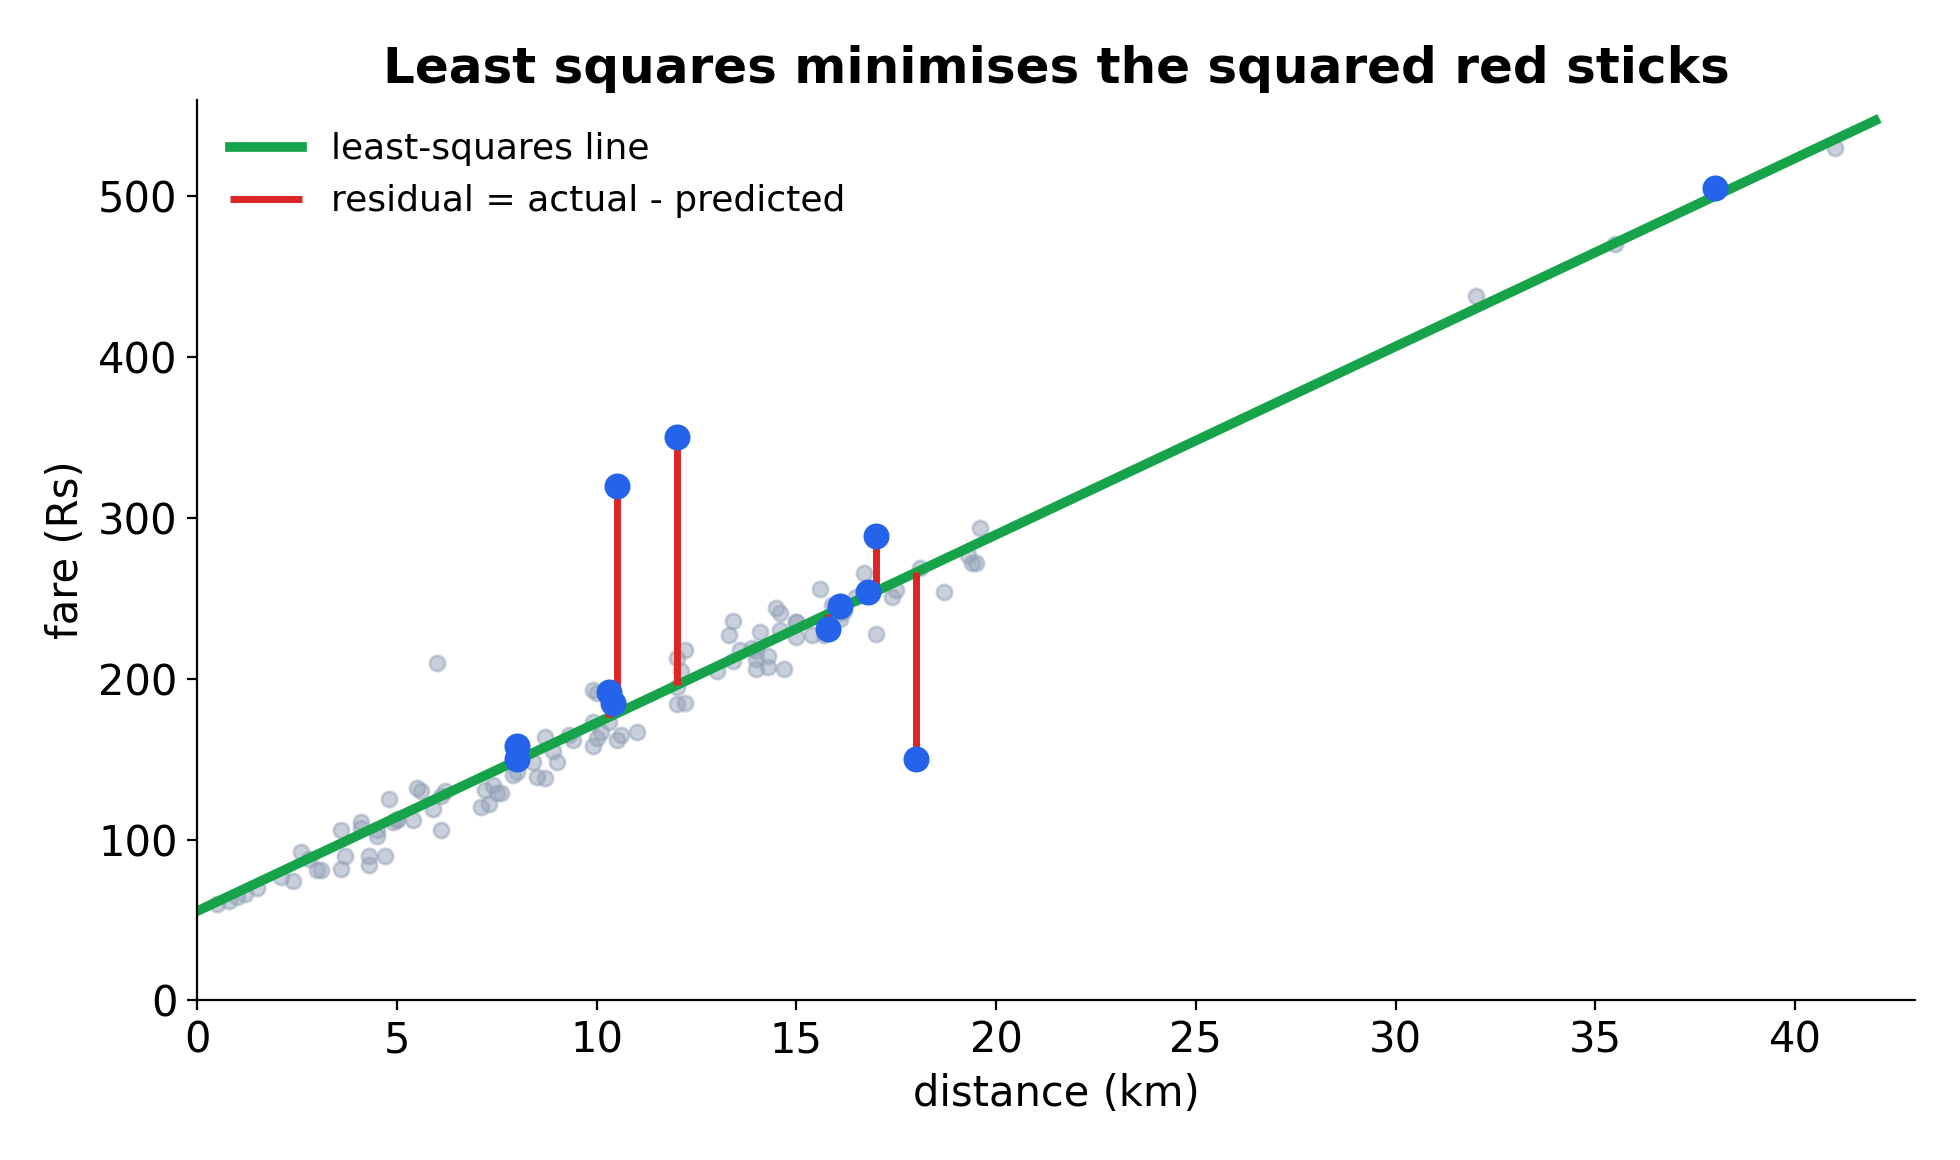 Least squares minimises the squared red sticks
least-squares line
residual = actual - predicted
500
400
300
200
100
0
fare (Rs)
0 5 10 15 20 25 30 35 40
distance (km)